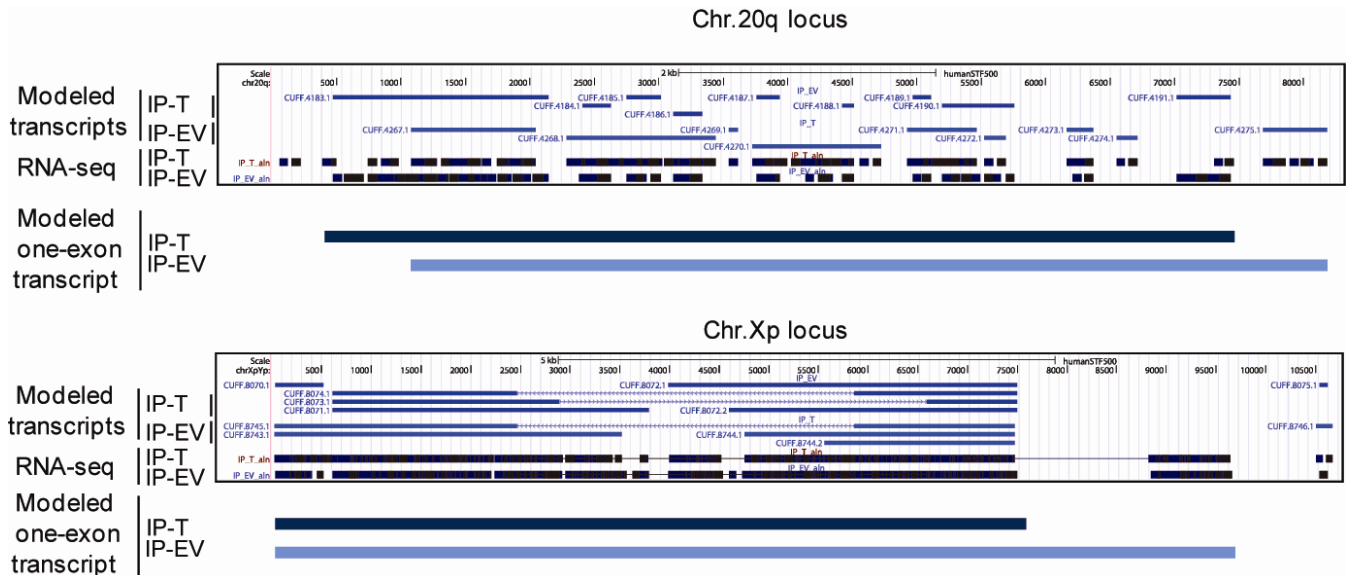 Chr.20q locus
Scale
2 kb
humanSTF500
chr20q:
500
1000
1500
2000
2500
3000
3500
4000
4500
5000
5500
6000
6500
7000
7500
8000
Modeled
transcripts
IP-T
IP-EV
IP_EV
CUFF.4183.1
CUFF.4185.1
CUFF.4187.1
CUFF.4189.1
CUFF.4191.1
CUFF.4184.1
CUFF.4188.1
CUFF.4190.1
CUFF.4186.1
IP_T
CUFF.4267.1
CUFF.4269.1
CUFF.4271.1
CUFF.4273.1
CUFF.4275.1
CUFF.4268.1
CUFF.4272.1
CUFF.4274.1
CUFF.4270.1
RNA-seq
IP-T
IP-EV
IP_T_aln
IP_T_aln
IP_EV_aln
IP_EV_aln
Modeled
one-exon
transcript
IP-T
IP-EV
Chr.Xp locus
Scale
5 kb
humanSTF500
chrXpYp:
500
1000
1500
2000
2500
3000
3500
4000
4500
5000
5500
6000
6500
7000
7500
8000
8500
9000
9500
10000
10500
Modeled
transcripts
IP-T
IP-EV
IP_EV
CUFF.8070.1
CUFF.8072.1
CUFF.8075.1
CUFF.8074.1
CUFF.8073.1
CUFF.8071.1
CUFF.8072.2
IP_T
CUFF.8745.1
CUFF.8746.1
CUFF.8743.1
CUFF.8744.1
CUFF.8744.2
RNA-seq
IP-T
IP-EV
IP_T_aln
IP_T_aln
IP_EV_aln
IP_EV_aln
Modeled
one-exon
transcript
IP-T
IP-EV